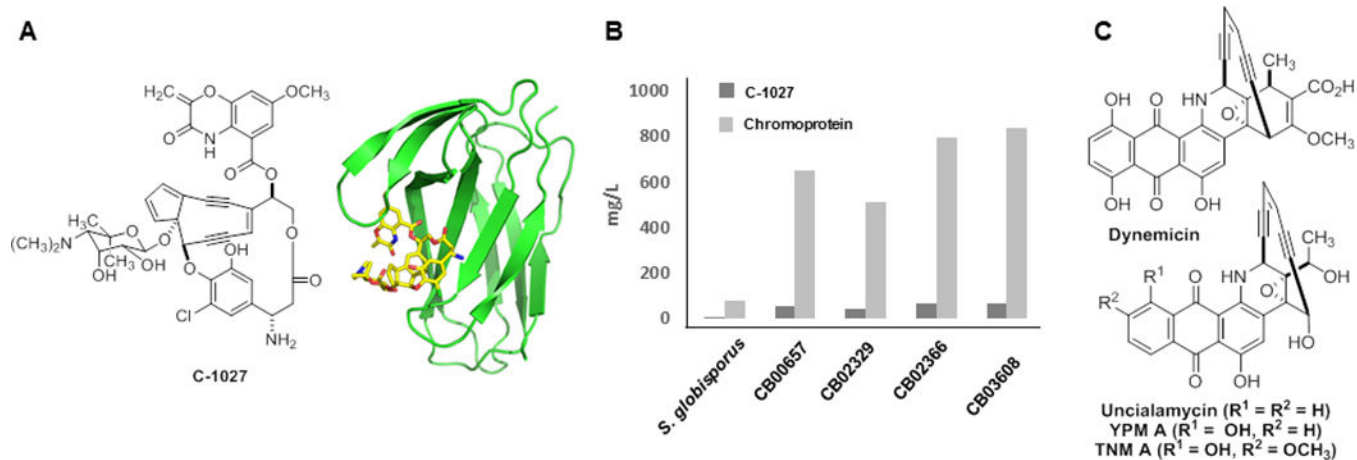 A
H₂C
O
OCH₃
O
N
H
O
O
(CH₃)₂N
CH₃
O
O
CH₃
OH
OH
OH
O
O
O
Cl
NH₂
C-1027
B
C-1027
Chromoprotein
mg/L
1000
800
600
400
200
0
S. globisporus
CB00657
CB02329
CB02366
CB03608
C
CH₃
CO₂H
OH
O
HN
O
OCH₃
OH
O
OH
Dynemicin
CH₃
R¹
O
HN
O
OH
R²
HO
O
OH
Uncialamycin (R¹ = R² = H)
YPM A (R¹ = OH, R² = H)
TNM A (R¹ = OH, R² = OCH₃)